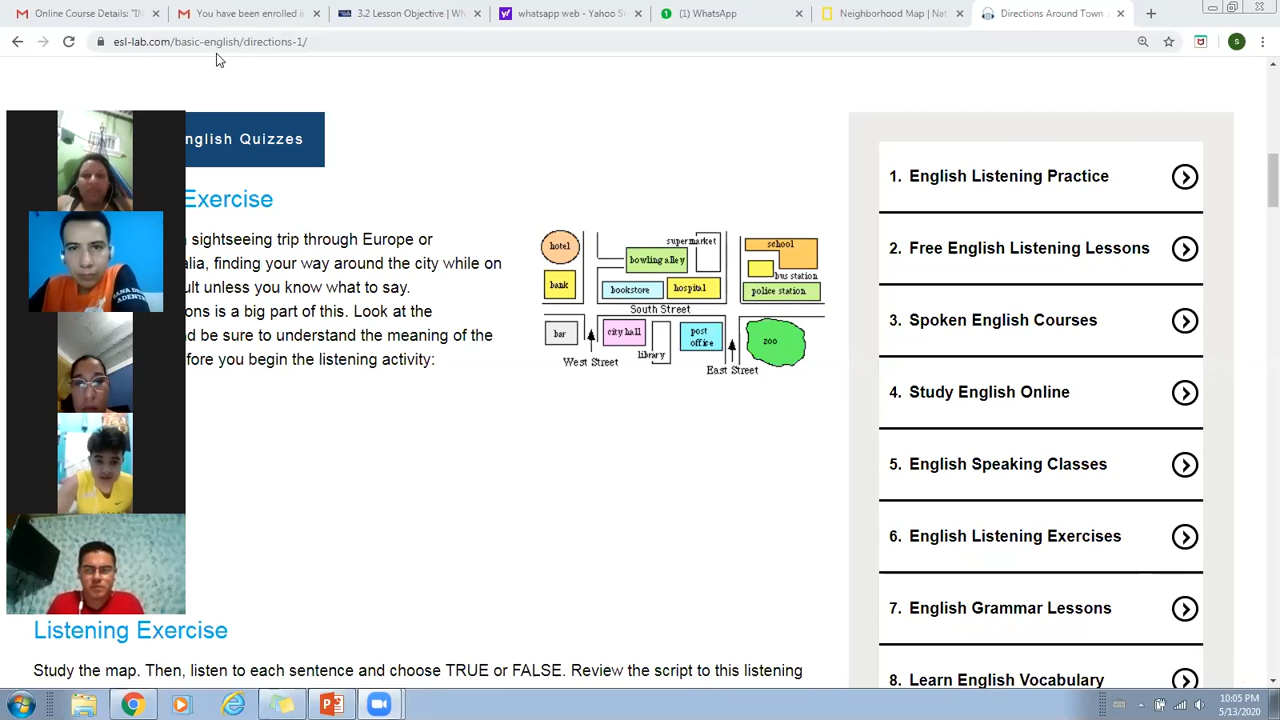 Online Course Details: "IN
You have been enrolled i
3.2 Lesson Objective | Wh
whatsapp web - Yahoo S
(1) WhatsApp
Neighborhood Map | Nat
Directions Around Town
esl-lab.com/basic-english/directions-1/
S
nglish Quizzes
Exercise
sightseeing trip through Europe or
alia, finding your way around the city while on
ult unless you know what to say.
ons is a big part of this. Look at the
nd be sure to understand the meaning of the
efore you begin the listening activity:
hotel
supermarket
school
bowling alley
bus station
bank
bookstore
hospital
police station
South Street
bar
city hall
post
office
zoo
library
West Street
East Street
1. English Listening Practice
2. Free English Listening Lessons
3. Spoken English Courses
4. Study English Online
5. English Speaking Classes
6. English Listening Exercises
7. English Grammar Lessons
8. Learn English Vocabulary
Listening Exercise
Study the map. Then, listen to each sentence and choose TRUE or FALSE. Review the script to this listening
10:05 PM
5/13/2020